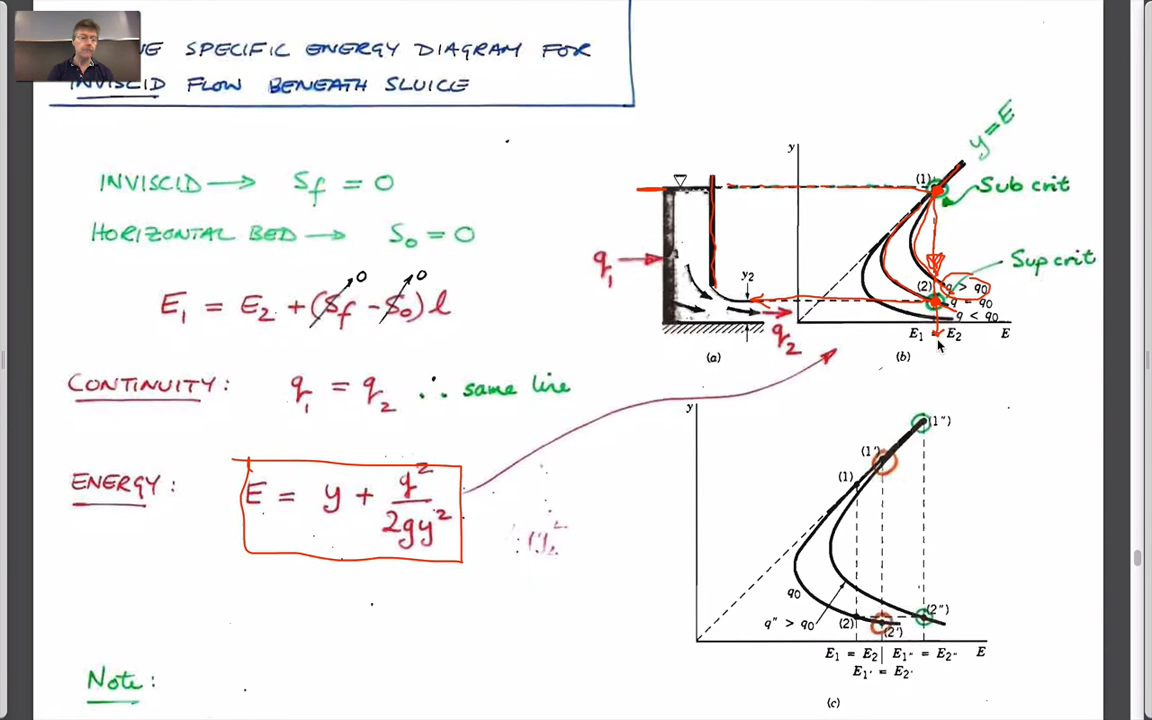 SPECIFIC ENERGY DIAGRAM FOR
INVISCID FLOW BENEATH SLUICE
INVISCID → Sf = 0
HORIZONTAL BED → So = 0
E1 = E2 + (Sf - So) l
0
0
CONTINUITY: q1 = q2 ∴ same line
ENERGY: E = y + q²/2gy²
Note:
q1
y2
q2
(a)
y
y = E
(1)
Sub crit
Sup crit
(2)
q > q0
q = q0
q < q0
E1 = E2
E
(b)
y
(1'')
(1')
(1)
q0
q'' > q0
(2)
(2')
(2'')
E1 = E2
E1'' = E2''
E
E1' = E2'
(c)